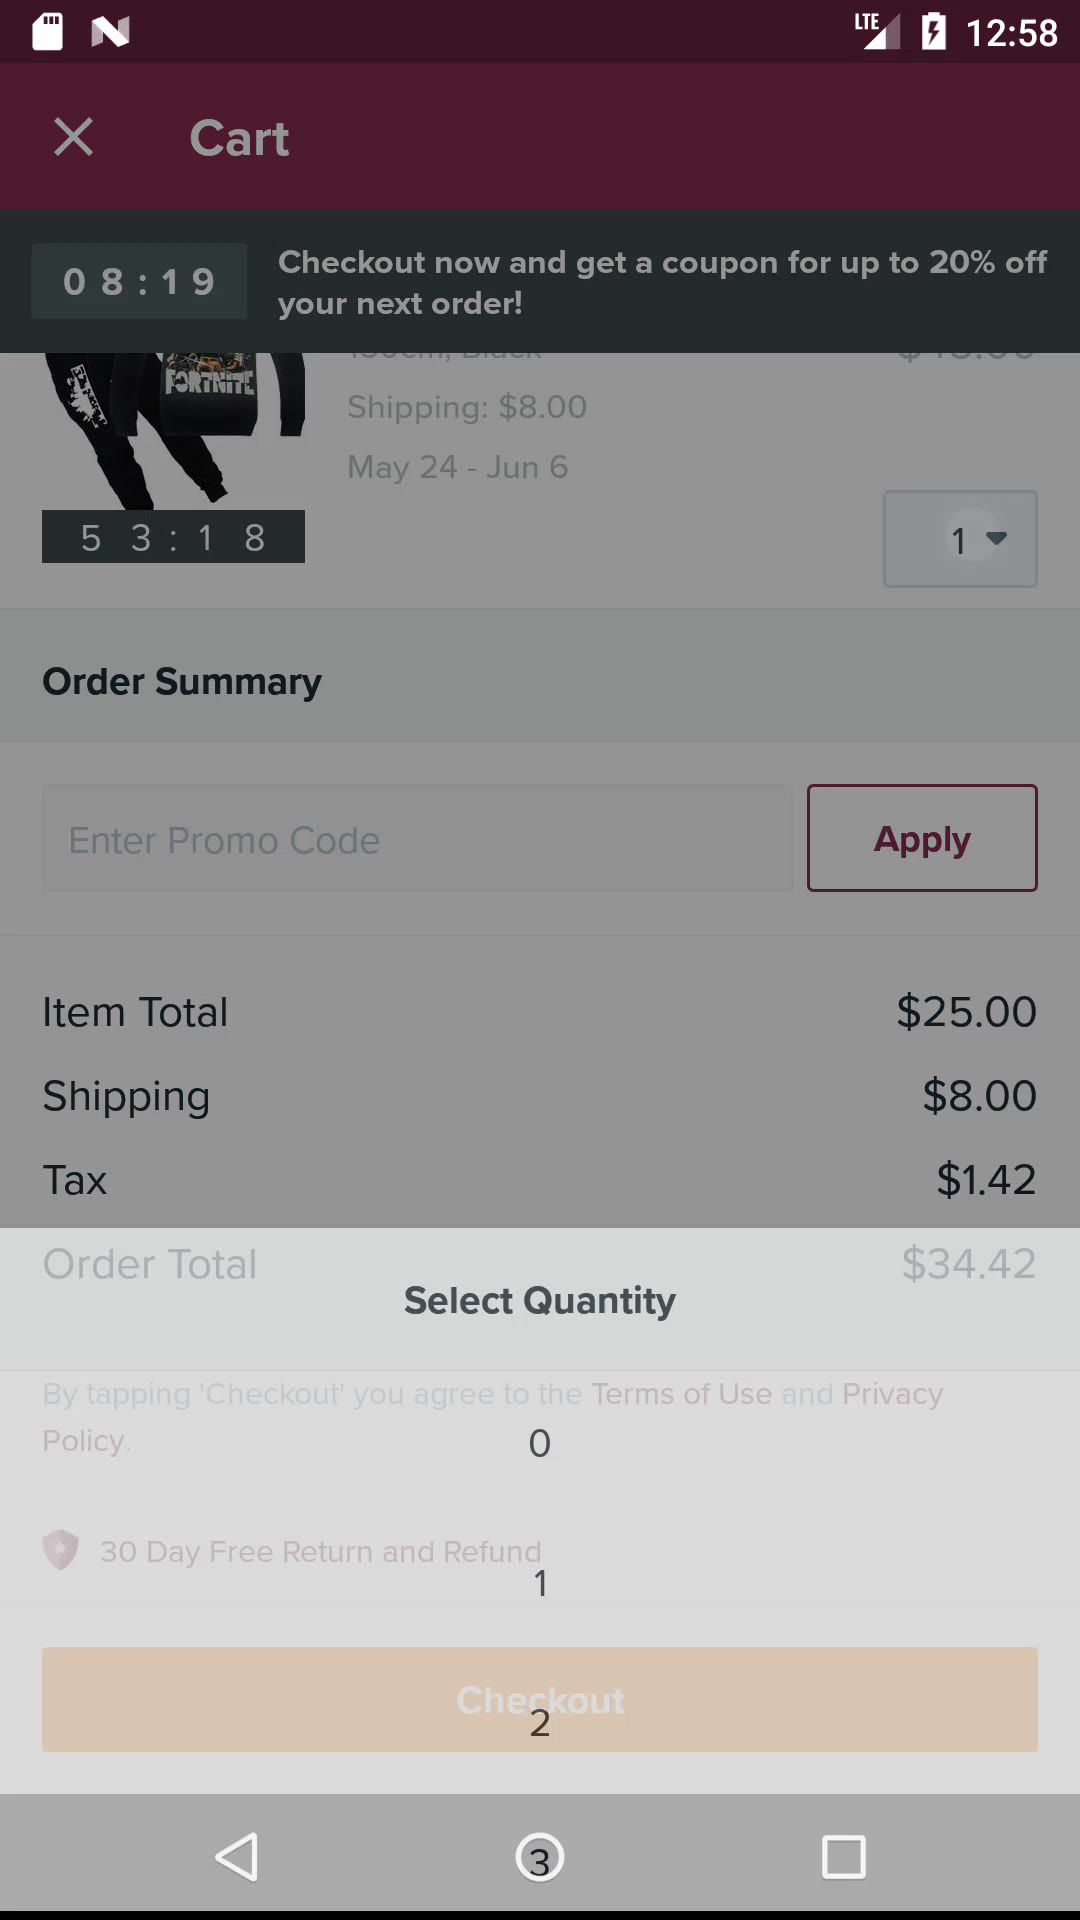 LTE 12:58
Cart
08:19
Checkout now and get a coupon for up to 20% off
your next order!
FORTNITE
Shipping: $8.00
May 24 - Jun 6
53:18
1
Order Summary
Enter Promo Code
Apply
Item Total $25.00
Shipping $8.00
Tax $1.42
Order Total $34.42
Select Quantity
By tapping 'Checkout' you agree to the Terms of Use and Privacy
Policy.
0
30 Day Free Return and Refund
1
Checkout
2
3